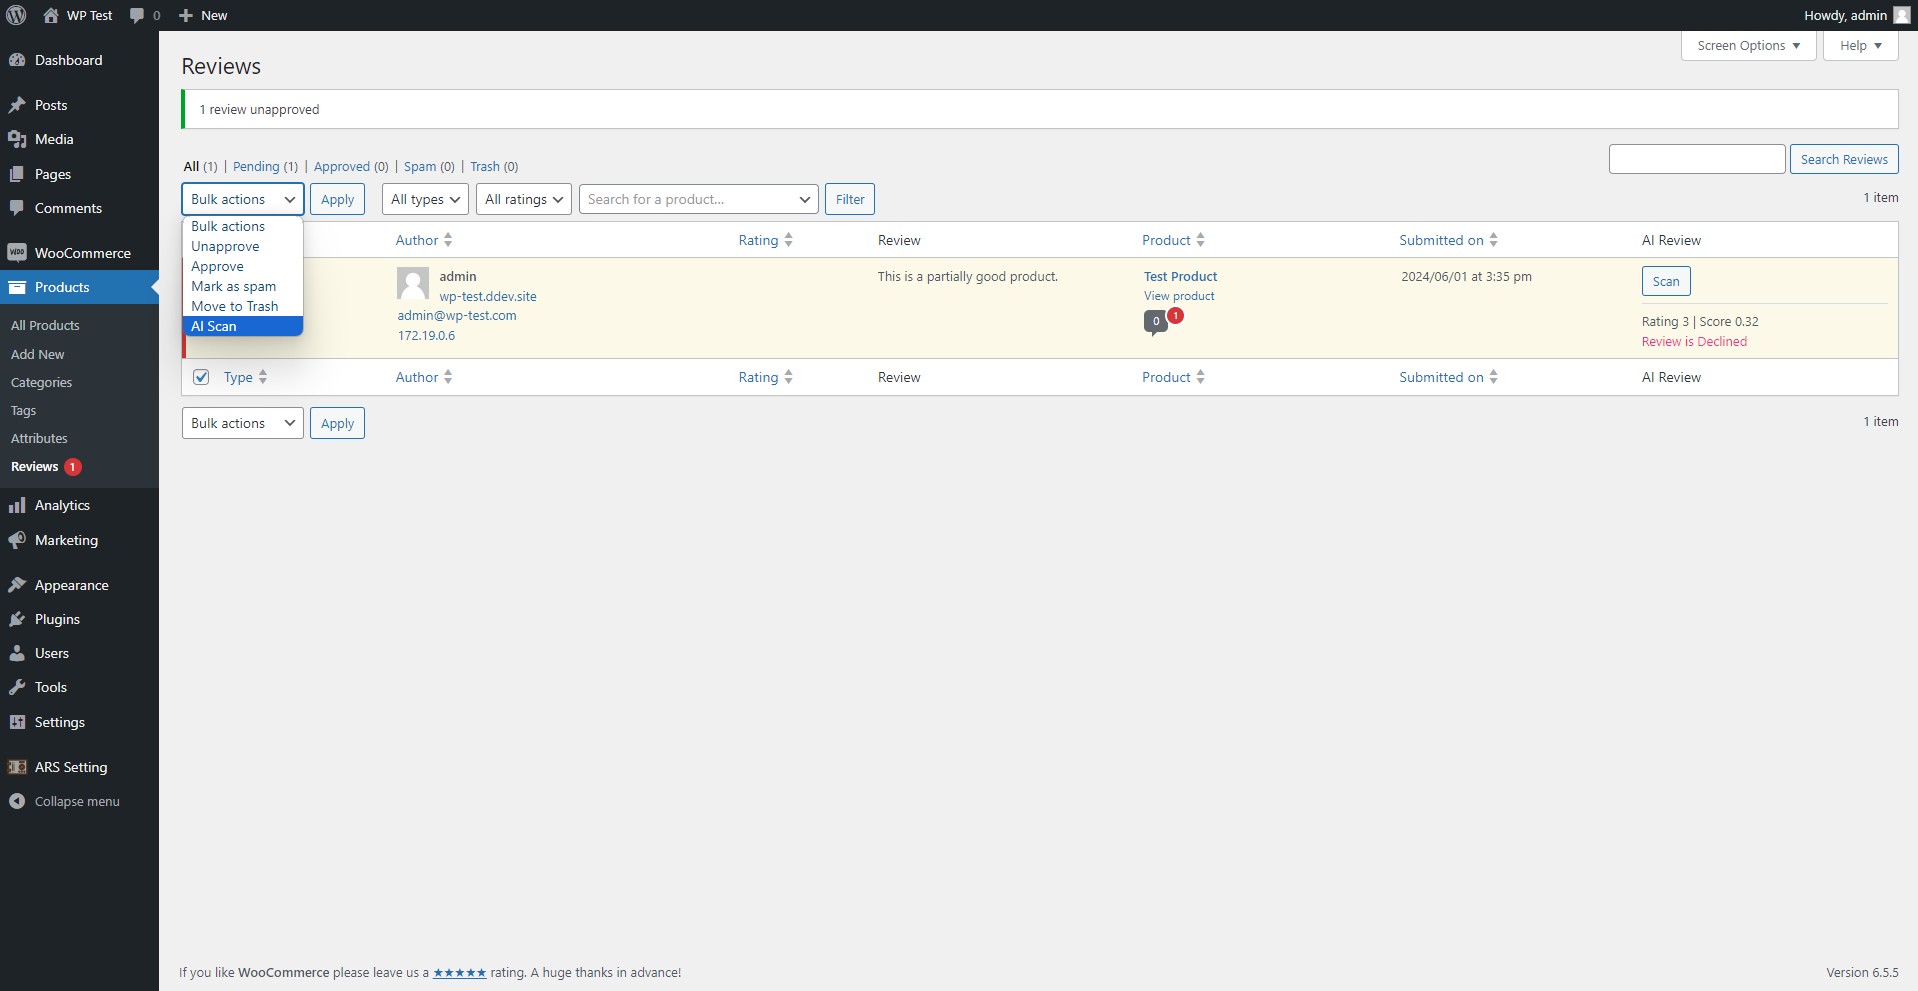 WP Test 0 New Howdy, admin
Screen Options Help
Dashboard
Posts
Media
Pages
Comments
WooCommerce
Products
All Products
Add New
Categories
Tags
Attributes
Reviews 1
Analytics
Marketing
Appearance
Plugins
Users
Tools
Settings
ARS Setting
Collapse menu
Reviews
1 review unapproved
All (1) | Pending (1) | Approved (0) | Spam (0) | Trash (0)
Search Reviews
Bulk actions Apply All types All ratings Search for a product... Filter 1 item
Bulk actions
Unapprove
Approve
Mark as spam
Move to Trash
AI Scan
Author Rating Review Product Submitted on AI Review
admin
wp-test.ddev.site
admin@wp-test.com
172.19.0.6
This is a partially good product.
Test Product
View product
0 1
2024/06/01 at 3:35 pm
Scan
Rating 3 | Score 0.32
Review is Declined
Type Author Rating Review Product Submitted on AI Review
Bulk actions Apply 1 item
If you like WooCommerce please leave us a ★★★★★ rating. A huge thanks in advance! Version 6.5.5